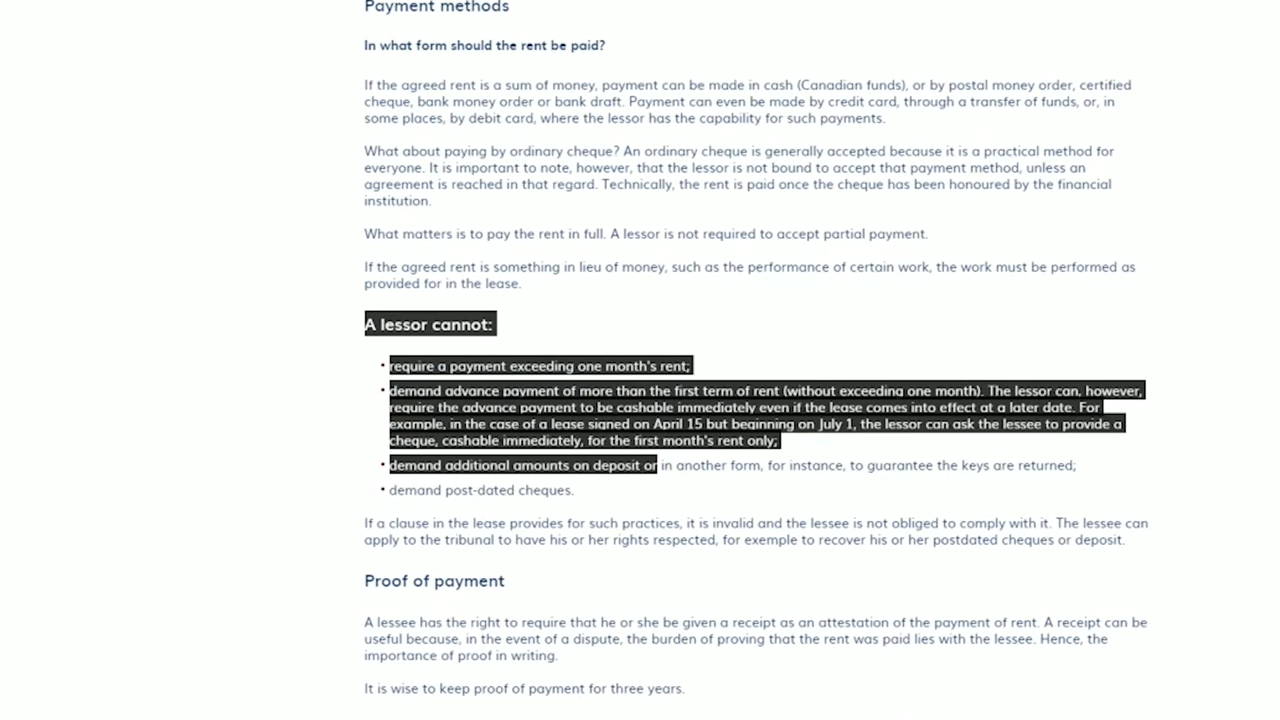 Payment methods
In what form should the rent be paid?
If the agreed rent is a sum of money, payment can be made in cash (Canadian funds), or by postal money order, certified
cheque, bank money order or bank draft. Payment can even be made by credit card, through a transfer of funds, or, in
some places, by debit card, where the lessor has the capability for such payments.
What about paying by ordinary cheque? An ordinary cheque is generally accepted because it is a practical method for
everyone. It is important to note, however, that the lessor is not bound to accept that payment method, unless an
agreement is reached in that regard. Technically, the rent is paid once the cheque has been honoured by the financial
institution.
What matters is to pay the rent in full. A lessor is not required to accept partial payment.
If the agreed rent is something in lieu of money, such as the performance of certain work, the work must be performed as
provided for in the lease.
A lessor cannot:
• require a payment exceeding one month's rent;
• demand advance payment of more than the first term of rent (without exceeding one month). The lessor can, however,
require the advance payment to be cashable immediately even if the lease comes into effect at a later date. For
example, in the case of a lease signed on April 15 but beginning on July 1, the lessor can ask the lessee to provide a
cheque, cashable immediately, for the first month's rent only;
• demand additional amounts on deposit or in another form, for instance, to guarantee the keys are returned;
• demand post-dated cheques.
If a clause in the lease provides for such practices, it is invalid and the lessee is not obliged to comply with it. The lessee can
apply to the tribunal to have his or her rights respected, for exemple to recover his or her postdated cheques or deposit.
Proof of payment
A lessee has the right to require that he or she be given a receipt as an attestation of the payment of rent. A receipt can be
useful because, in the event of a dispute, the burden of proving that the rent was paid lies with the lessee. Hence, the
importance of proof in writing.
It is wise to keep proof of payment for three years.